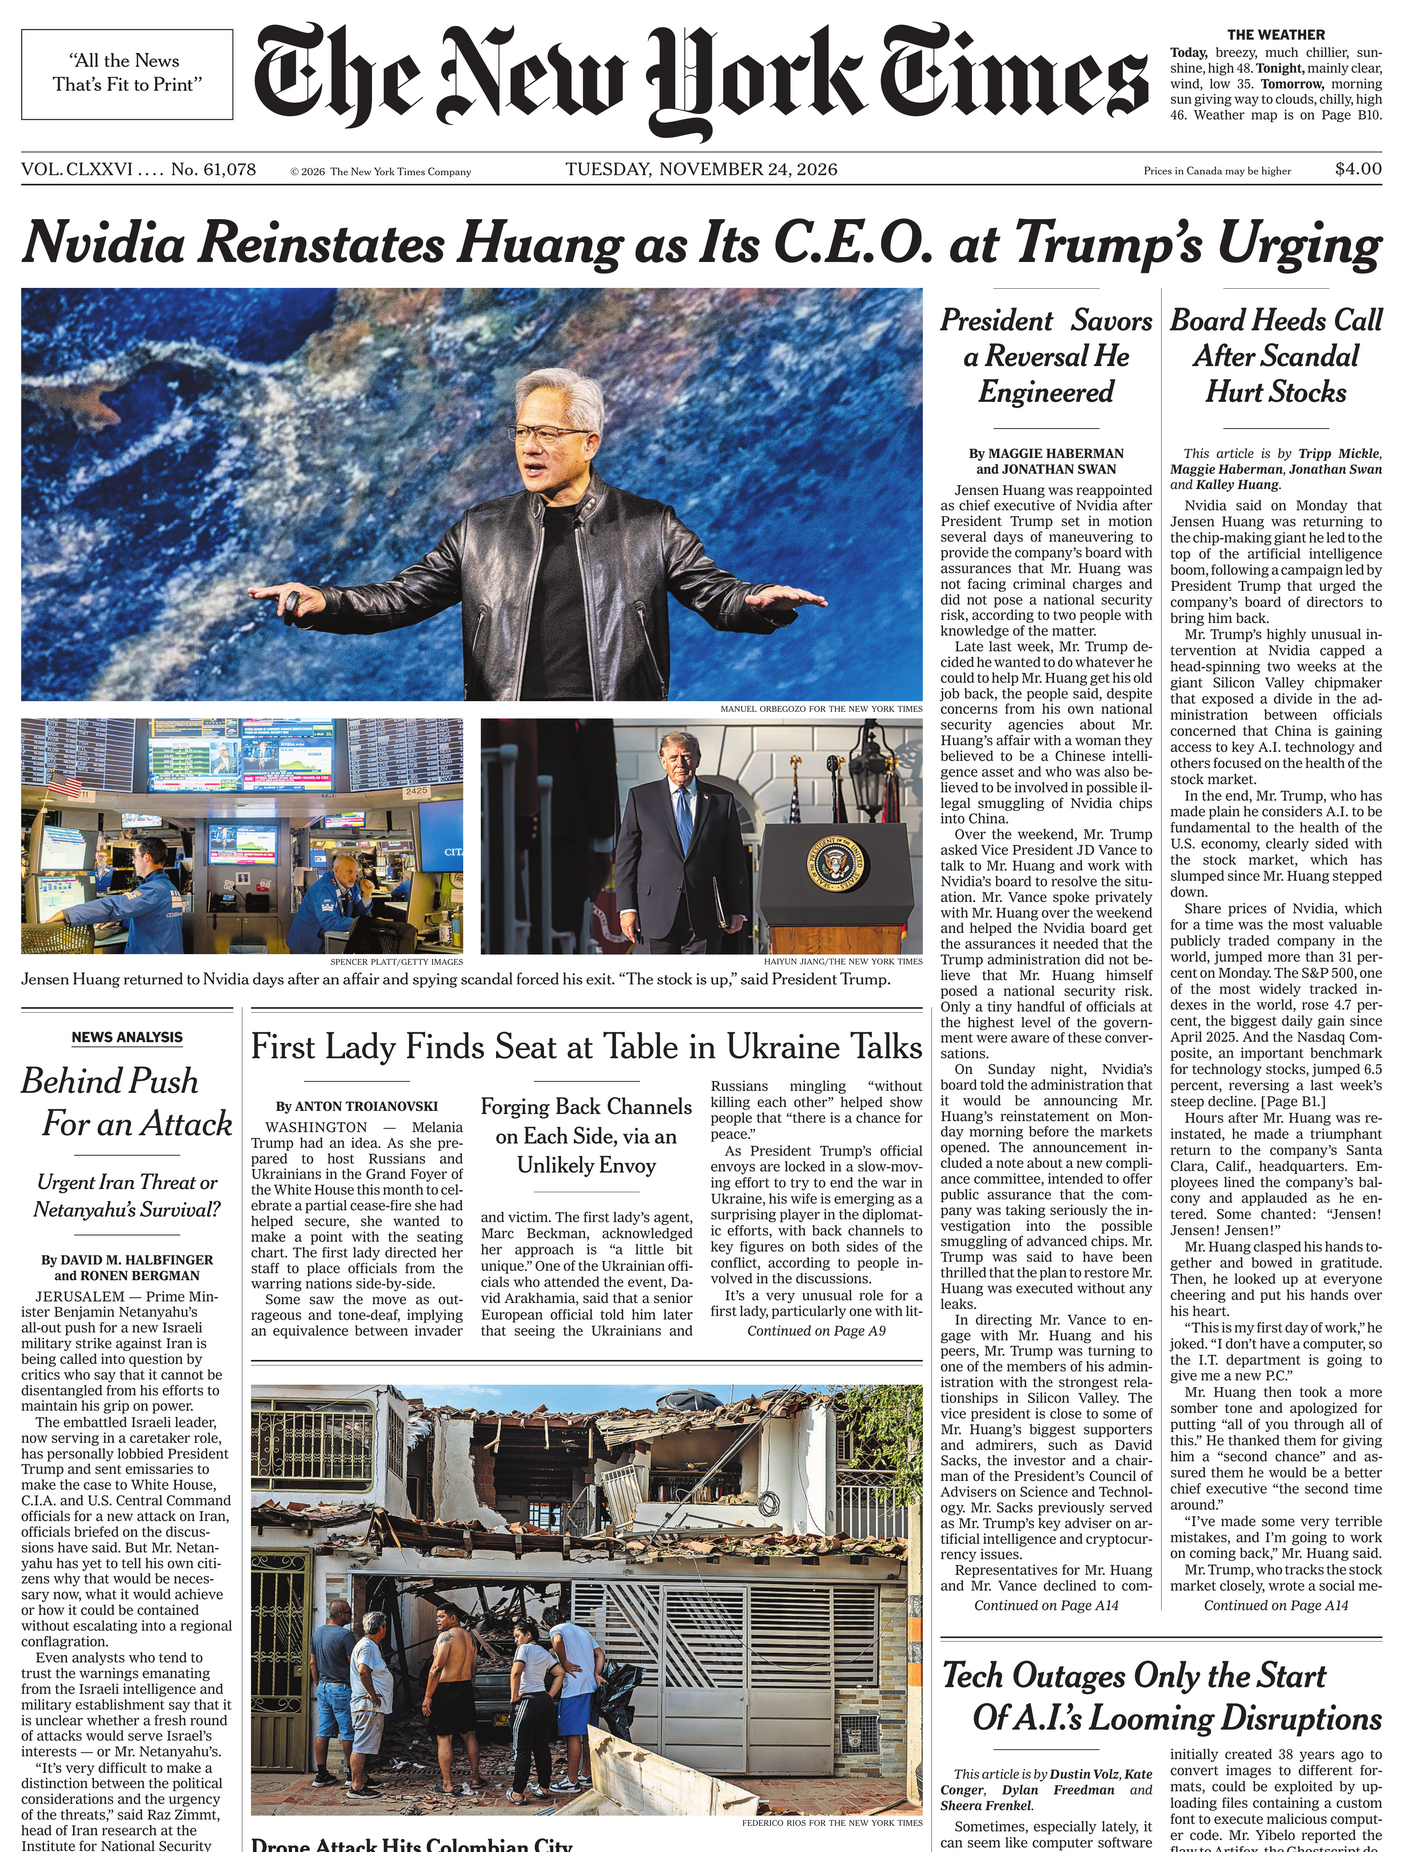 “All the News
That’s Fit to Print”
The New York Times
THE WEATHER
Today, breezy, much chillier, sun-
shine, high 48. Tonight, mainly clear,
wind, low 35. Tomorrow, morning
sun giving way to clouds, chilly, high
46. Weather map is on Page B10.
VOL. CLXXVI .... No. 61,078
© 2026 The New York Times Company
TUESDAY, NOVEMBER 24, 2026
Prices in Canada may be higher
$4.00
Nvidia Reinstates Huang as Its C.E.O. at Trump’s Urging
MANUEL ORBEGOZO FOR THE NEW YORK TIMES
2425
SPENCER PLATT/GETTY IMAGES
HAIYUN JIANG/THE NEW YORK TIMES
Jensen Huang returned to Nvidia days after an affair and spying scandal forced his exit. “The stock is up,” said President Trump.
President Savors
a Reversal He
Engineered
By MAGGIE HABERMAN
and JONATHAN SWAN
Jensen Huang was reappointed
as chief executive of Nvidia after
President Trump set in motion
several days of maneuvering to
provide the company’s board with
assurances that Mr. Huang was
not facing criminal charges and
did not pose a national security
risk, according to two people with
knowledge of the matter.
Late last week, Mr. Trump de-
cided he wanted to do whatever he
could to help Mr. Huang get his old
job back, the people said, despite
concerns from his own national
security agencies about Mr.
Huang’s affair with a woman they
believed to be a Chinese intelli-
gence asset and who was also be-
lieved to be involved in possible il-
legal smuggling of Nvidia chips
into China.
Over the weekend, Mr. Trump
asked Vice President JD Vance to
talk to Mr. Huang and work with
Nvidia’s board to resolve the situ-
ation. Mr. Vance spoke privately
with Mr. Huang over the weekend
and helped the Nvidia board get
the assurances it needed that the
Trump administration did not be-
lieve that Mr. Huang himself
posed a national security risk.
Only a tiny handful of officials at
the highest level of the govern-
ment were aware of these conver-
sations.
On Sunday night, Nvidia’s
board told the administration that
it would be announcing Mr.
Huang’s reinstatement on Mon-
day morning before the markets
opened. The announcement in-
cluded a note about a new compli-
ance committee, intended to offer
public assurance that the com-
pany was taking seriously the in-
vestigation into the possible
smuggling of advanced chips. Mr.
Trump was said to have been
thrilled that the plan to restore Mr.
Huang was executed without any
leaks.
In directing Mr. Vance to en-
gage with Mr. Huang and his
peers, Mr. Trump was turning to
one of the members of his admin-
istration with the strongest rela-
tionships in Silicon Valley. The
vice president is close to some of
Mr. Huang’s biggest supporters
and admirers, such as David
Sacks, the investor and a chair-
man of the President’s Council of
Advisers on Science and Technol-
ogy. Mr. Sacks previously served
as Mr. Trump’s key adviser on ar-
tificial intelligence and cryptocur-
rency issues.
Representatives for Mr. Huang
and Mr. Vance declined to com-
Continued on Page A14
Board Heeds Call
After Scandal
Hurt Stocks
This article is by Tripp Mickle,
Maggie Haberman, Jonathan Swan
and Kalley Huang.
Nvidia said on Monday that
Jensen Huang was returning to
the chip-making giant he led to the
top of the artificial intelligence
boom, following a campaign led by
President Trump that urged the
company’s board of directors to
bring him back.
Mr. Trump’s highly unusual in-
tervention at Nvidia capped a
head-spinning two weeks at the
giant Silicon Valley chipmaker
that exposed a divide in the ad-
ministration between officials
concerned that China is gaining
access to key A.I. technology and
others focused on the health of the
stock market.
In the end, Mr. Trump, who has
made plain he considers A.I. to be
fundamental to the health of the
U.S. economy, clearly sided with
the stock market, which has
slumped since Mr. Huang stepped
down.
Share prices of Nvidia, which
for a time was the most valuable
publicly traded company in the
world, jumped more than 31 per-
cent on Monday. The S&P 500, one
of the most widely tracked in-
dexes in the world, rose 4.7 per-
cent, the biggest daily gain since
April 2025. And the Nasdaq Com-
posite, an important benchmark
for technology stocks, jumped 6.5
percent, reversing a last week’s
steep decline. [Page B1.]
Hours after Mr. Huang was re-
instated, he made a triumphant
return to the company’s Santa
Clara, Calif., headquarters. Em-
ployees lined the company’s bal-
cony and applauded as he en-
tered. Some chanted: “Jensen!
Jensen! Jensen!”
Mr. Huang clasped his hands to-
gether and bowed in gratitude.
Then, he looked up at everyone
cheering and put his hands over
his heart.
“This is my first day of work,” he
joked. “I don’t have a computer, so
the I.T. department is going to
give me a new P.C.”
Mr. Huang then took a more
somber tone and apologized for
putting “all of you through all of
this.” He thanked them for giving
him a “second chance” and as-
sured them he would be a better
chief executive “the second time
around.”
“I’ve made some very terrible
mistakes, and I’m going to work
on coming back,” Mr. Huang said.
Mr. Trump, who tracks the stock
market closely, wrote a social me-
Continued on Page A14
NEWS ANALYSIS
Behind Push
For an Attack
Urgent Iran Threat or
Netanyahu’s Survival?
By DAVID M. HALBFINGER
and RONEN BERGMAN
JERUSALEM — Prime Min-
ister Benjamin Netanyahu’s
all-out push for a new Israeli
military strike against Iran is
being called into question by
critics who say that it cannot be
disentangled from his efforts to
maintain his grip on power.
The embattled Israeli leader,
now serving in a caretaker role,
has personally lobbied President
Trump and sent emissaries to
make the case to White House,
C.I.A. and U.S. Central Command
officials for a new attack on Iran,
officials briefed on the discus-
sions have said. But Mr. Netan-
yahu has yet to tell his own citi-
zens why that would be neces-
sary now, what it would achieve
or how it could be contained
without escalating into a regional
conflagration.
Even analysts who tend to
trust the warnings emanating
from the Israeli intelligence and
military establishment say that it
is unclear whether a fresh round
of attacks would serve Israel’s
interests — or Mr. Netanyahu’s.
“It’s very difficult to make a
distinction between the political
considerations and the urgency
of the threats,” said Raz Zimmt,
head of Iran research at the
Institute for National Security
First Lady Finds Seat at Table in Ukraine Talks
By ANTON TROIANOVSKI
WASHINGTON — Melania
Trump had an idea. As she pre-
pared to host Russians and
Ukrainians in the Grand Foyer of
the White House this month to cel-
ebrate a partial cease-fire she had
helped secure, she wanted to
make a point with the seating
chart. The first lady directed her
staff to place officials from the
warring nations side-by-side.
Some saw the move as out-
rageous and tone-deaf, implying
an equivalence between invader
Forging Back Channels
on Each Side, via an
Unlikely Envoy
and victim. The first lady’s agent,
Marc Beckman, acknowledged
her approach is “a little bit
unique.” One of the Ukrainian offi-
cials who attended the event, Da-
vid Arakhamia, said that a senior
European official told him later
that seeing the Ukrainians and
Russians mingling “without
killing each other” helped show
people that “there is a chance for
peace.”
As President Trump’s official
envoys are locked in a slow-mov-
ing effort to try to end the war in
Ukraine, his wife is emerging as a
surprising player in the diplomat-
ic efforts, with back channels to
key figures on both sides of the
conflict, according to people in-
volved in the discussions.
It’s a very unusual role for a
first lady, particularly one with lit-
Continued on Page A9
FEDERICO RIOS FOR THE NEW YORK TIMES
Drone Attack Hits Colombian City
Tech Outages Only the Start
Of A.I.’s Looming Disruptions
This article is by Dustin Volz, Kate
Conger, Dylan Freedman and
Sheera Frenkel.
Sometimes, especially lately, it
can seem like computer software
initially created 38 years ago to
convert images to different for-
mats, could be exploited by up-
loading files containing a custom
font to execute malicious comput-
er code. Mr. Yibelo reported the
flaw to Artifex, the Ghostscript de-